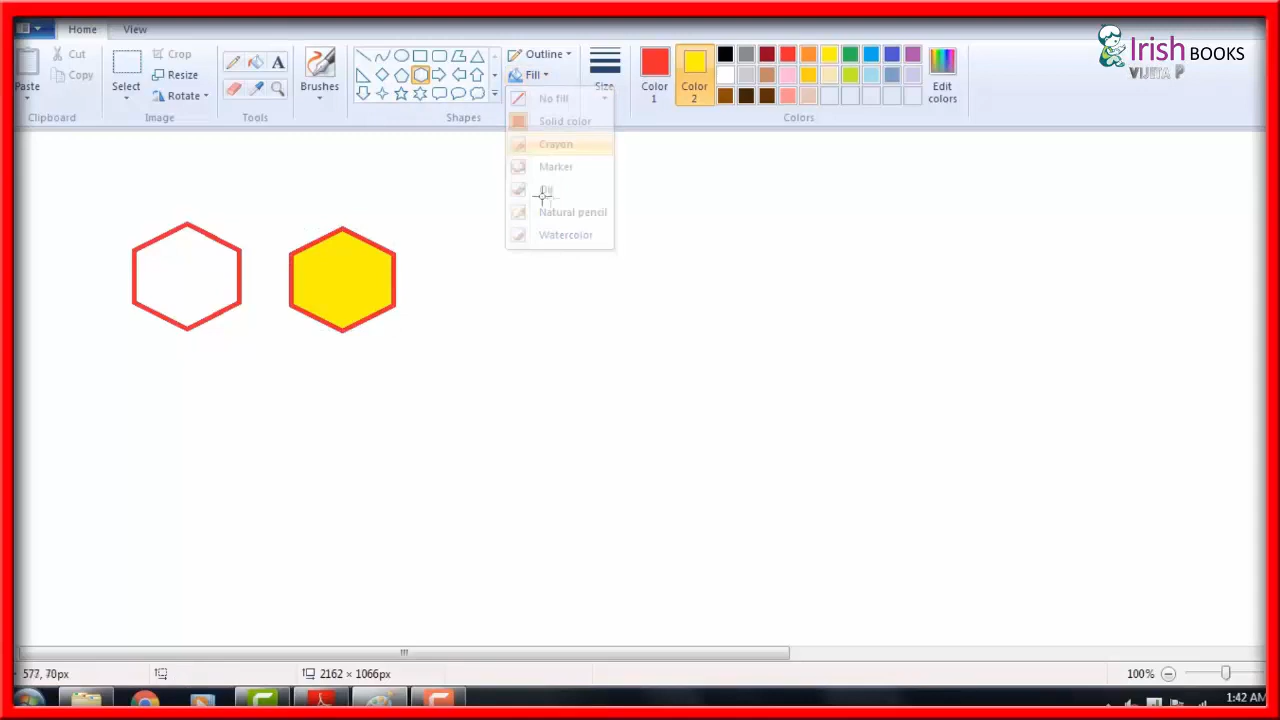 Home View
Irish BOOKS
VIJETA P
Cut
Copy
Paste
Clipboard
Select
Crop
Resize
Rotate
Image
A
Tools
Brushes
Shapes
Outline
Fill
Size
No fill
Solid color
Crayon
Marker
Oil
Natural pencil
Watercolor
Color
1
Color
2
Edit
colors
Colors
577, 70px
2162 × 1066px
100%
1:42 AM